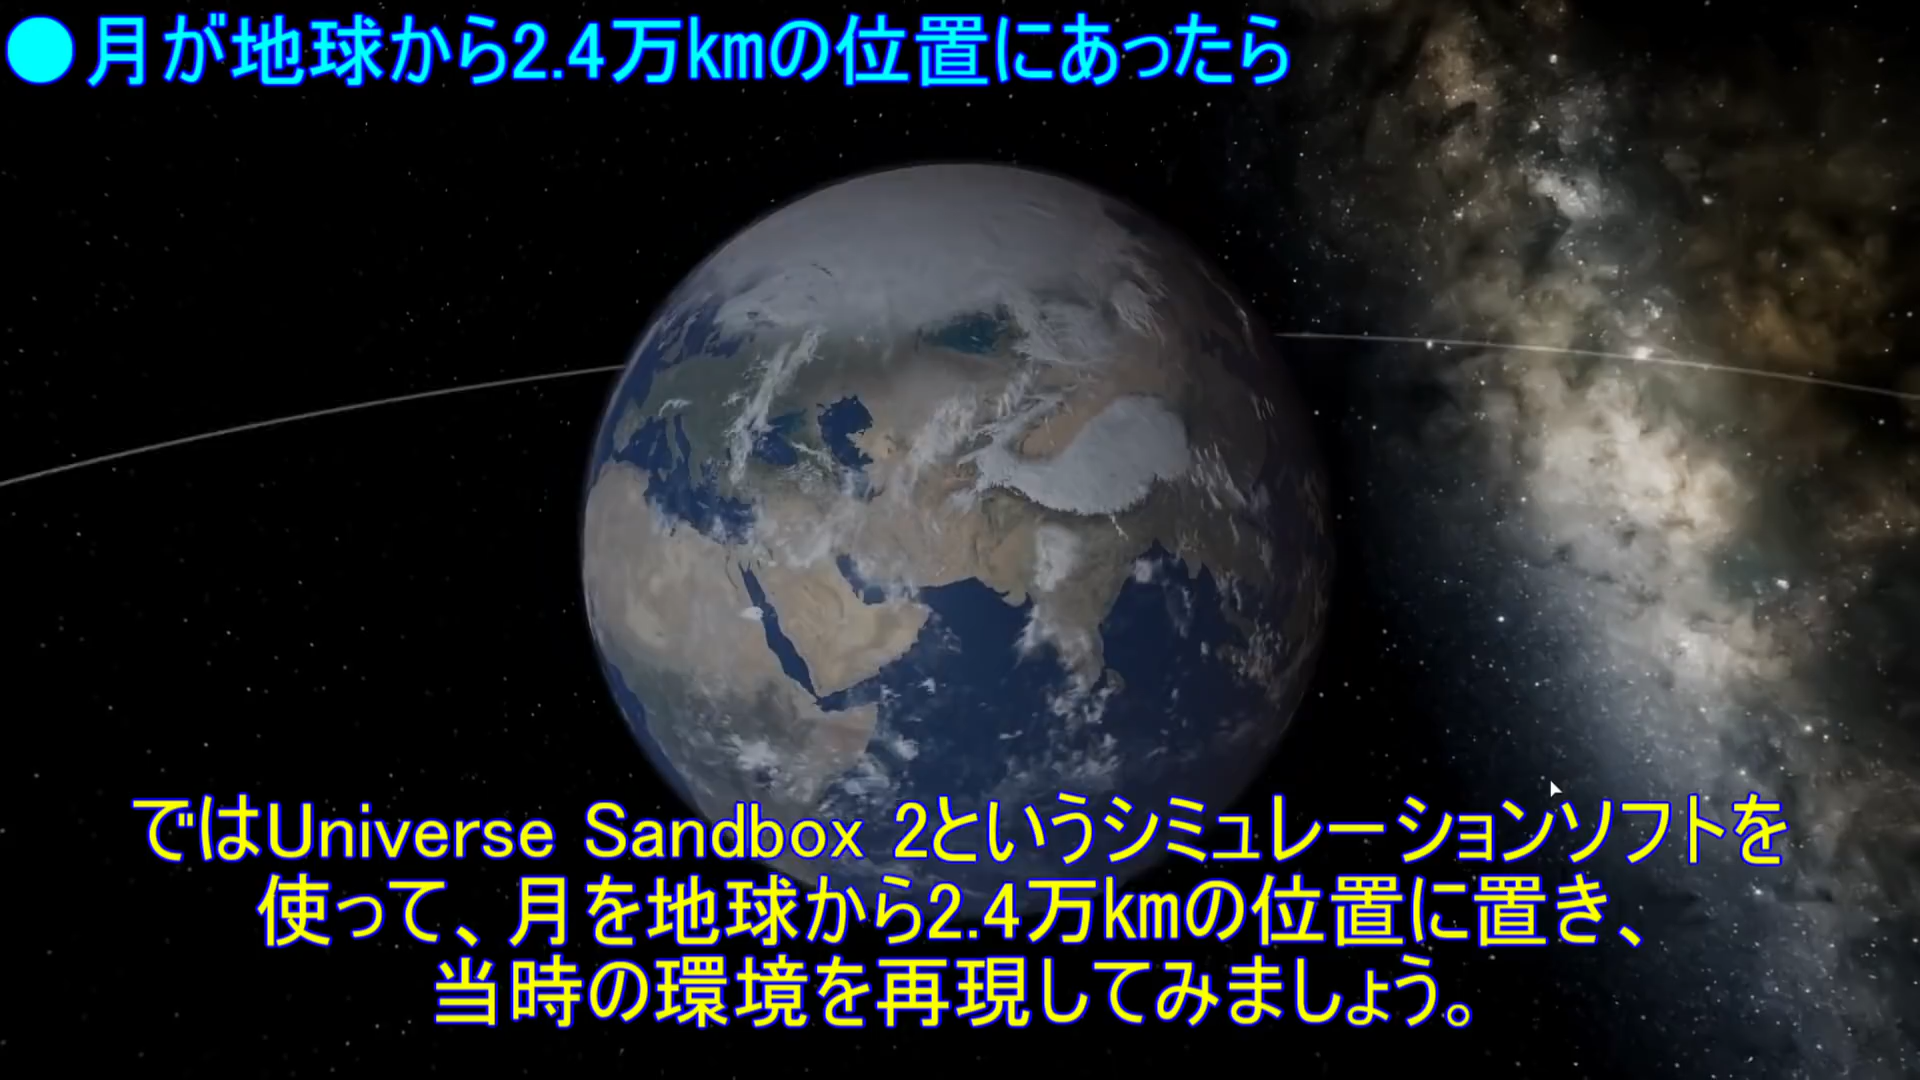 ●月が地球から2.4万kmの位置にあったら
ではUniverse Sandbox 2というシミュレーションソフトを
使って、月を地球から2.4万kmの位置に置き、
当時の環境を再現してみましょう。